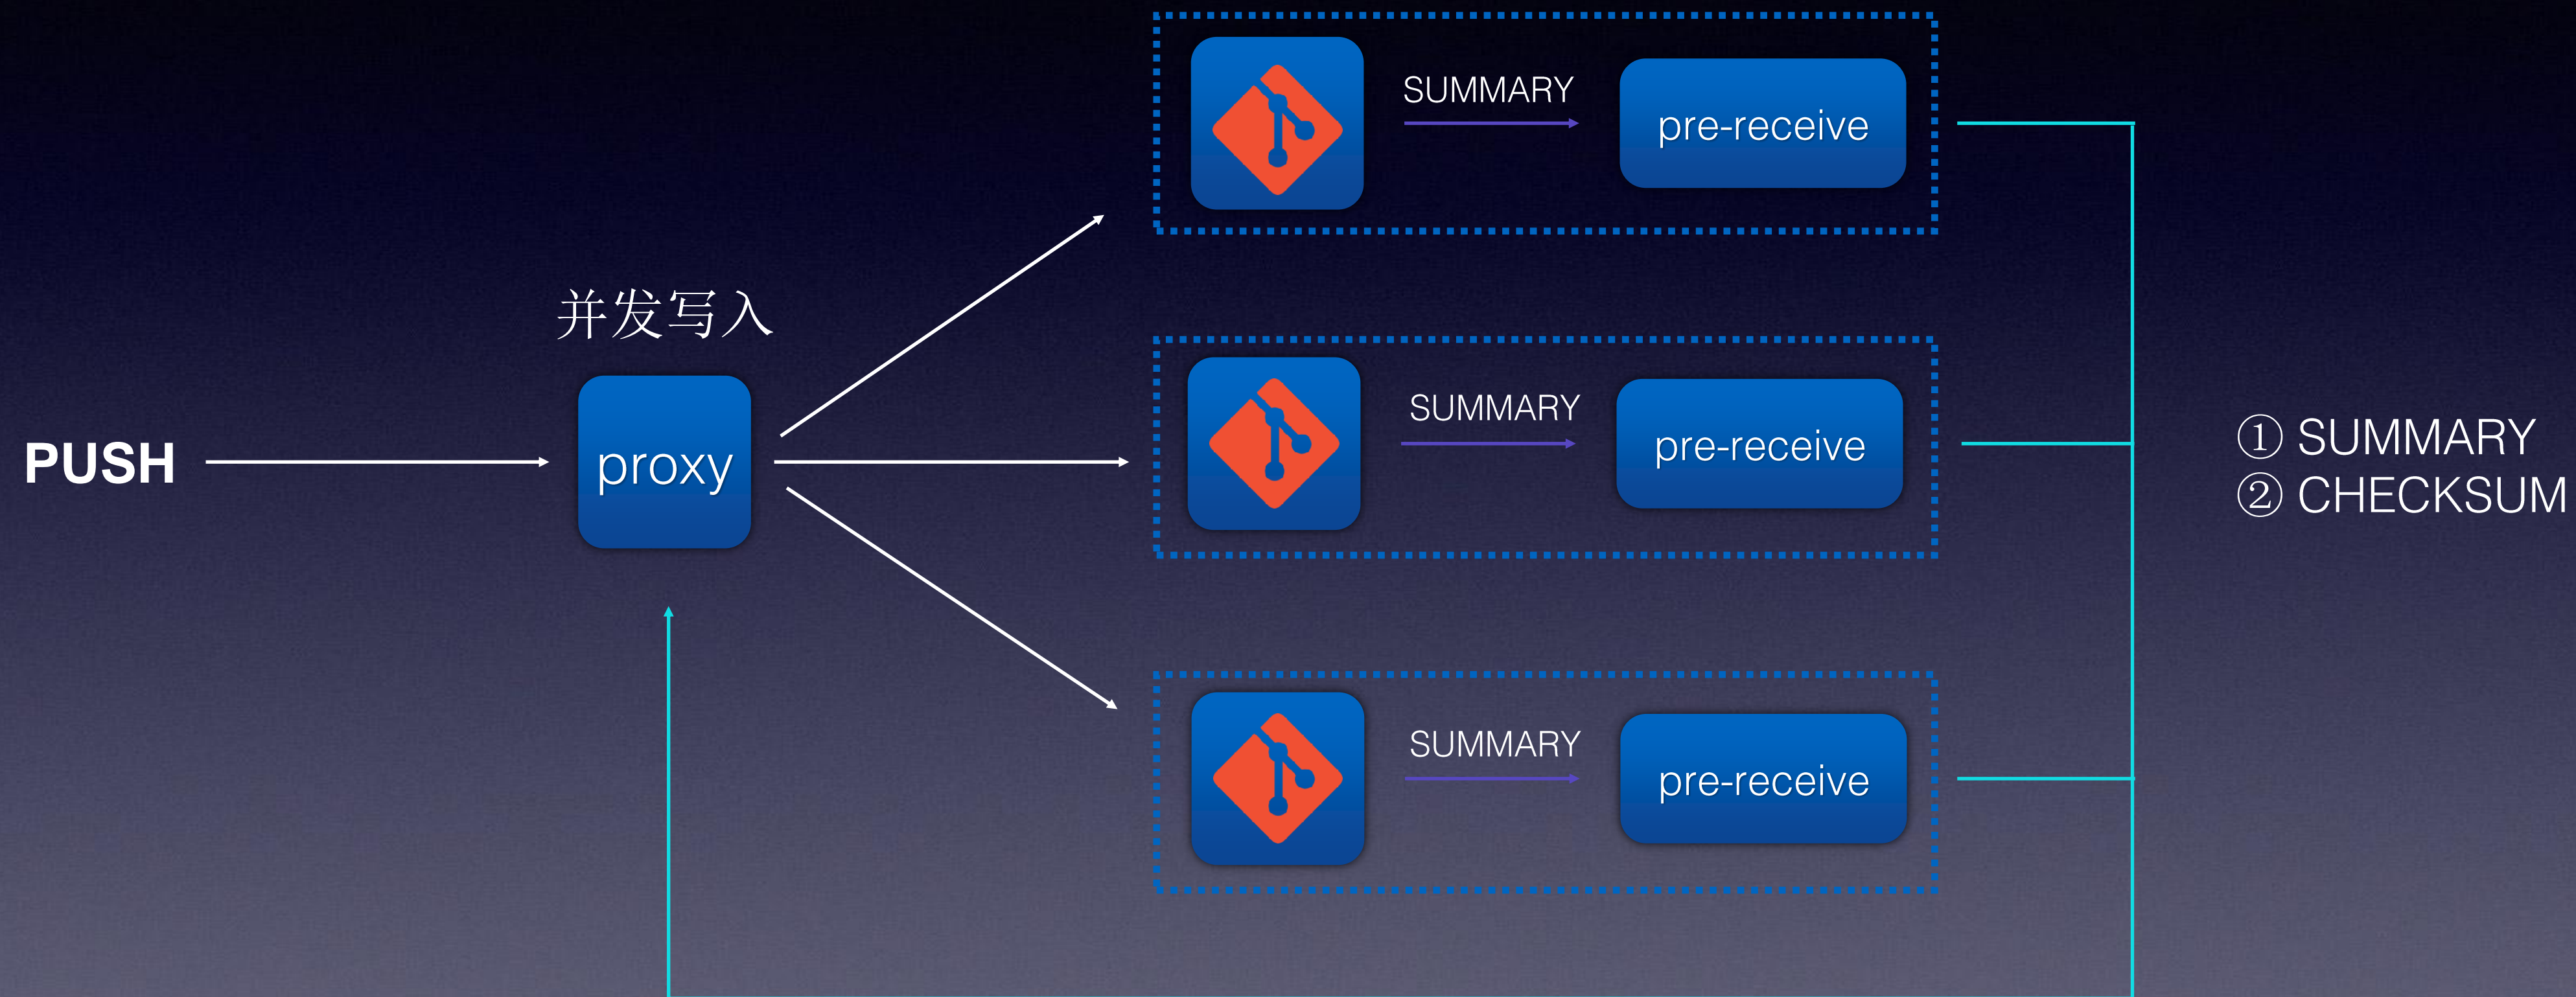 SUMMARY
pre-receive
并发写入
PUSH
proxy
SUMMARY
pre-receive
① SUMMARY
② CHECKSUM
SUMMARY
pre-receive